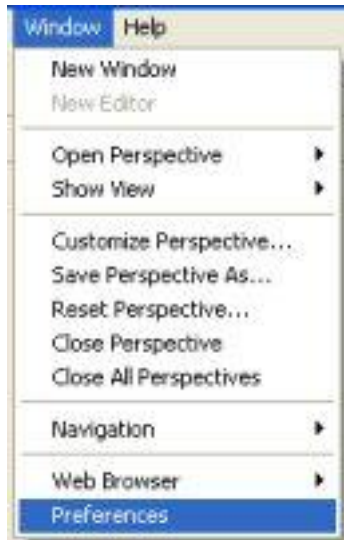 Window Help
New Window
New Editor
Open Perspective
Show View
Customize Perspective...
Save Perspective As...
Reset Perspective...
Close Perspective
Close All Perspectives
Navigation
Web Browser
Preferences